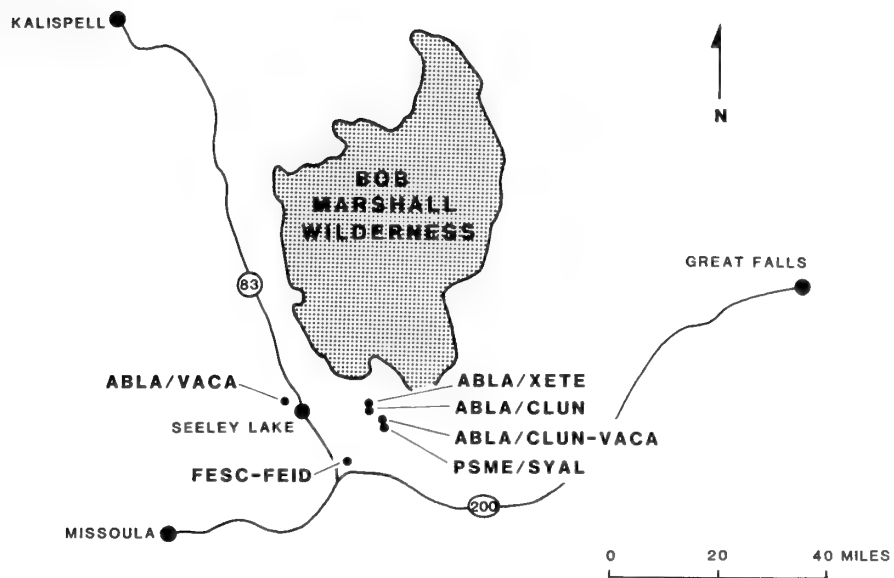 KALISPELL
N
BOB
MARSHALL
WILDERNESS
GREAT FALLS
83
ABLA/VACA
ABLA/XETE
ABLA/CLUN
SEELEY LAKE
ABLA/CLUN-VACA
PSME/SYAL
FESC-FEID
200
MISSOULA
0 20 40 MILES